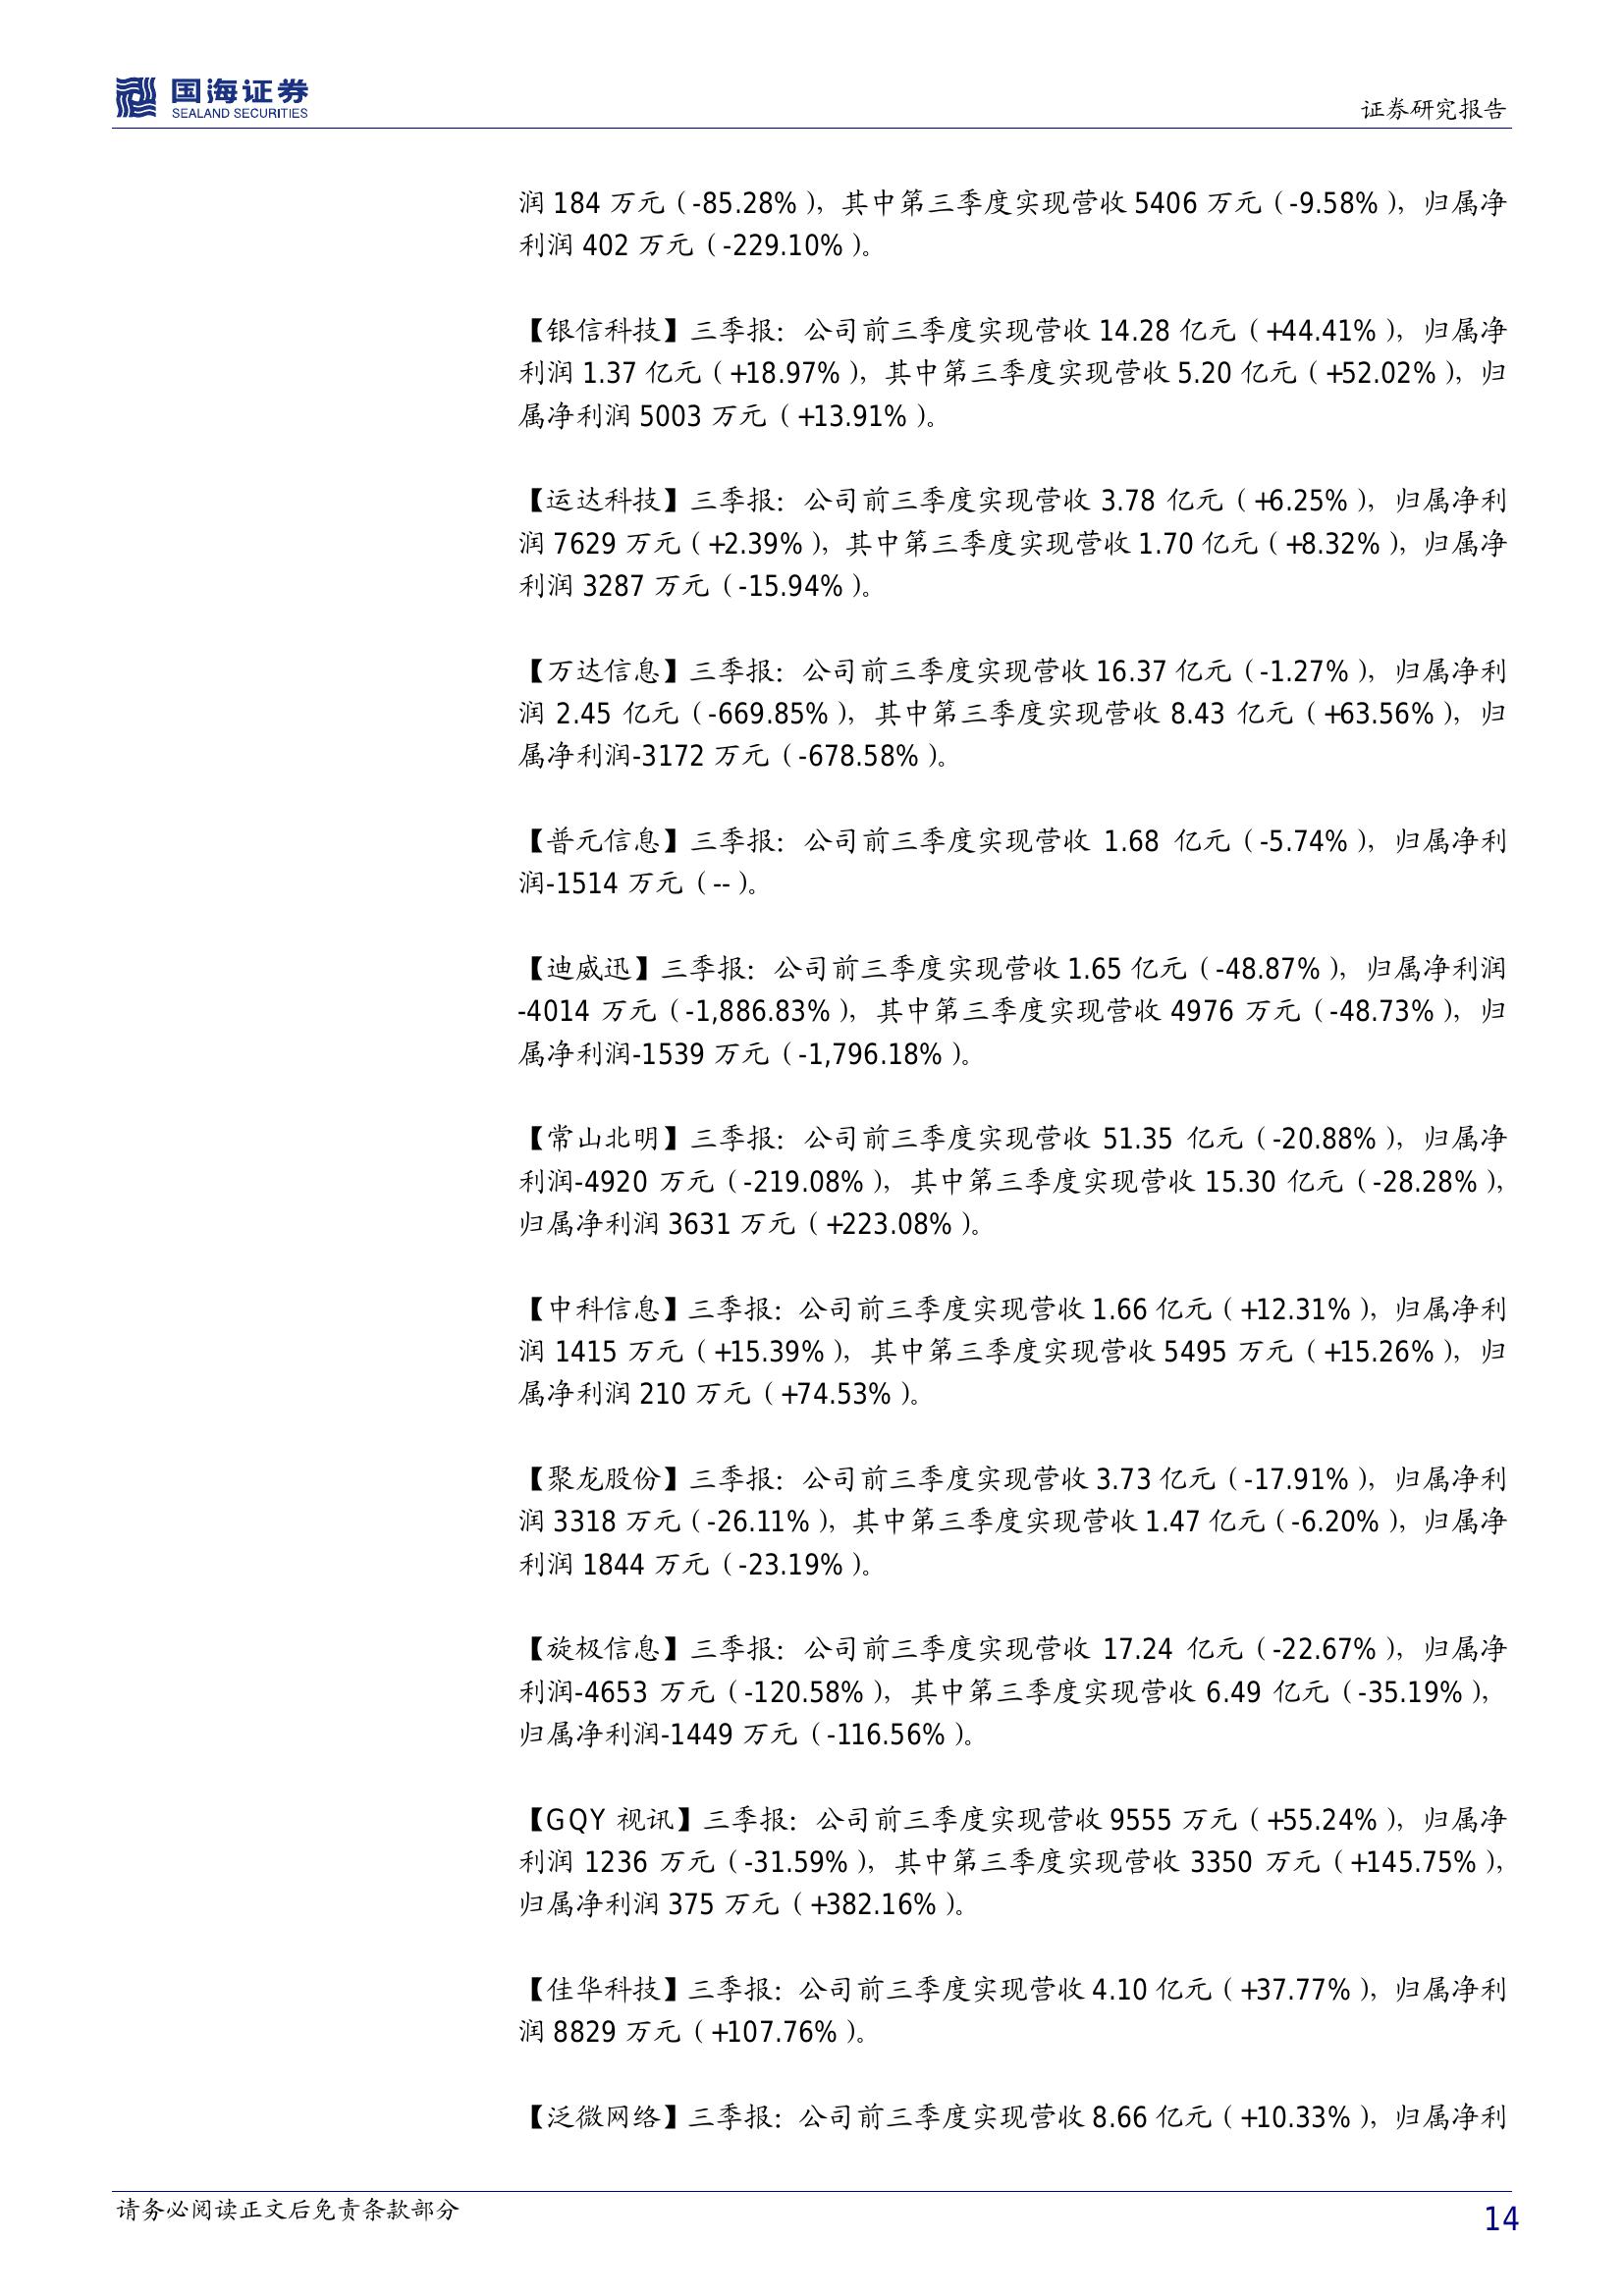 国海证券
SEALAND SECURITIES
证券研究报告
润 184 万元（-85.28%），其中第三季度实现营收 5406 万元（-9.58%），归属净
利润 402 万元（-229.10%）。
【银信科技】三季报：公司前三季度实现营收 14.28 亿元（+44.41%），归属净
利润 1.37 亿元（+18.97%），其中第三季度实现营收 5.20 亿元（+52.02%），归
属净利润 5003 万元（+13.91%）。
【运达科技】三季报：公司前三季度实现营收 3.78 亿元（+6.25%），归属净利
润 7629 万元（+2.39%），其中第三季度实现营收 1.70 亿元（+8.32%），归属净
利润 3287 万元（-15.94%）。
【万达信息】三季报：公司前三季度实现营收 16.37 亿元（-1.27%），归属净利
润 2.45 亿元（-669.85%），其中第三季度实现营收 8.43 亿元（+63.56%），归
属净利润-3172 万元（-678.58%）。
【普元信息】三季报：公司前三季度实现营收 1.68 亿元（-5.74%），归属净利
润-1514 万元（--）。
【迪威迅】三季报：公司前三季度实现营收 1.65 亿元（-48.87%），归属净利润
-4014 万元（-1,886.83%），其中第三季度实现营收 4976 万元（-48.73%），归
属净利润-1539 万元（-1,796.18%）。
【常山北明】三季报：公司前三季度实现营收 51.35 亿元（-20.88%），归属净
利润-4920 万元（-219.08%），其中第三季度实现营收 15.30 亿元（-28.28%），
归属净利润 3631 万元（+223.08%）。
【中科信息】三季报：公司前三季度实现营收 1.66 亿元（+12.31%），归属净利
润 1415 万元（+15.39%），其中第三季度实现营收 5495 万元（+15.26%），归
属净利润 210 万元（+74.53%）。
【聚龙股份】三季报：公司前三季度实现营收 3.73 亿元（-17.91%），归属净利
润 3318 万元（-26.11%），其中第三季度实现营收 1.47 亿元（-6.20%），归属净
利润 1844 万元（-23.19%）。
【旋极信息】三季报：公司前三季度实现营收 17.24 亿元（-22.67%），归属净
利润-4653 万元（-120.58%），其中第三季度实现营收 6.49 亿元（-35.19%），
归属净利润-1449 万元（-116.56%）。
【GQY 视讯】三季报：公司前三季度实现营收 9555 万元（+55.24%），归属净
利润 1236 万元（-31.59%），其中第三季度实现营收 3350 万元（+145.75%），
归属净利润 375 万元（+382.16%）。
【佳华科技】三季报：公司前三季度实现营收 4.10 亿元（+37.77%），归属净利
润 8829 万元（+107.76%）。
【泛微网络】三季报：公司前三季度实现营收 8.66 亿元（+10.33%），归属净利
请务必阅读正文后免责条款部分
14